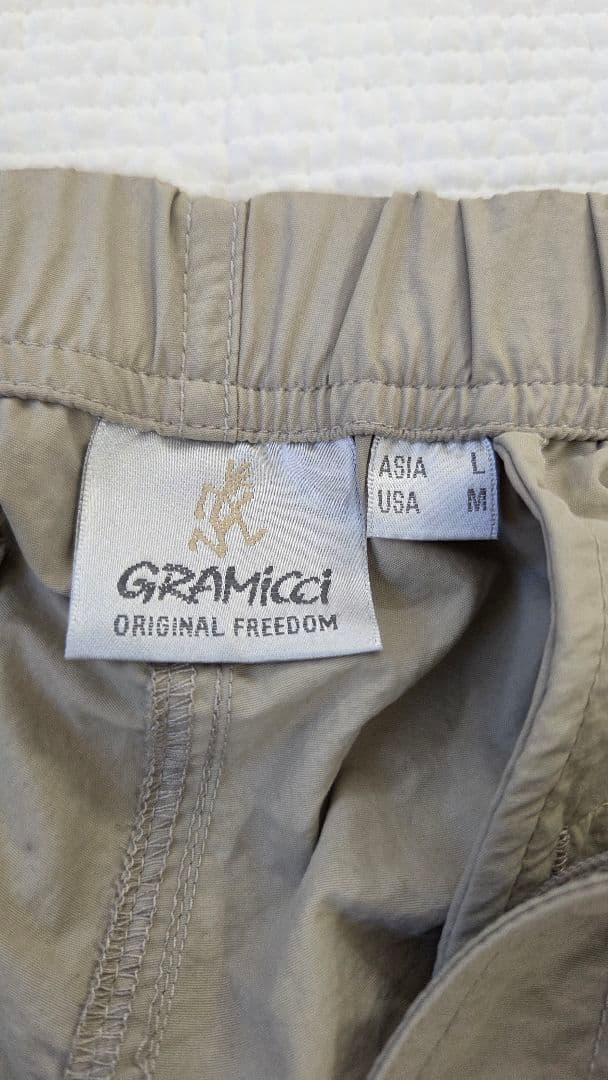 GRAMiCCi
ORIGINAL FREEDOM
ASIA L
USA M